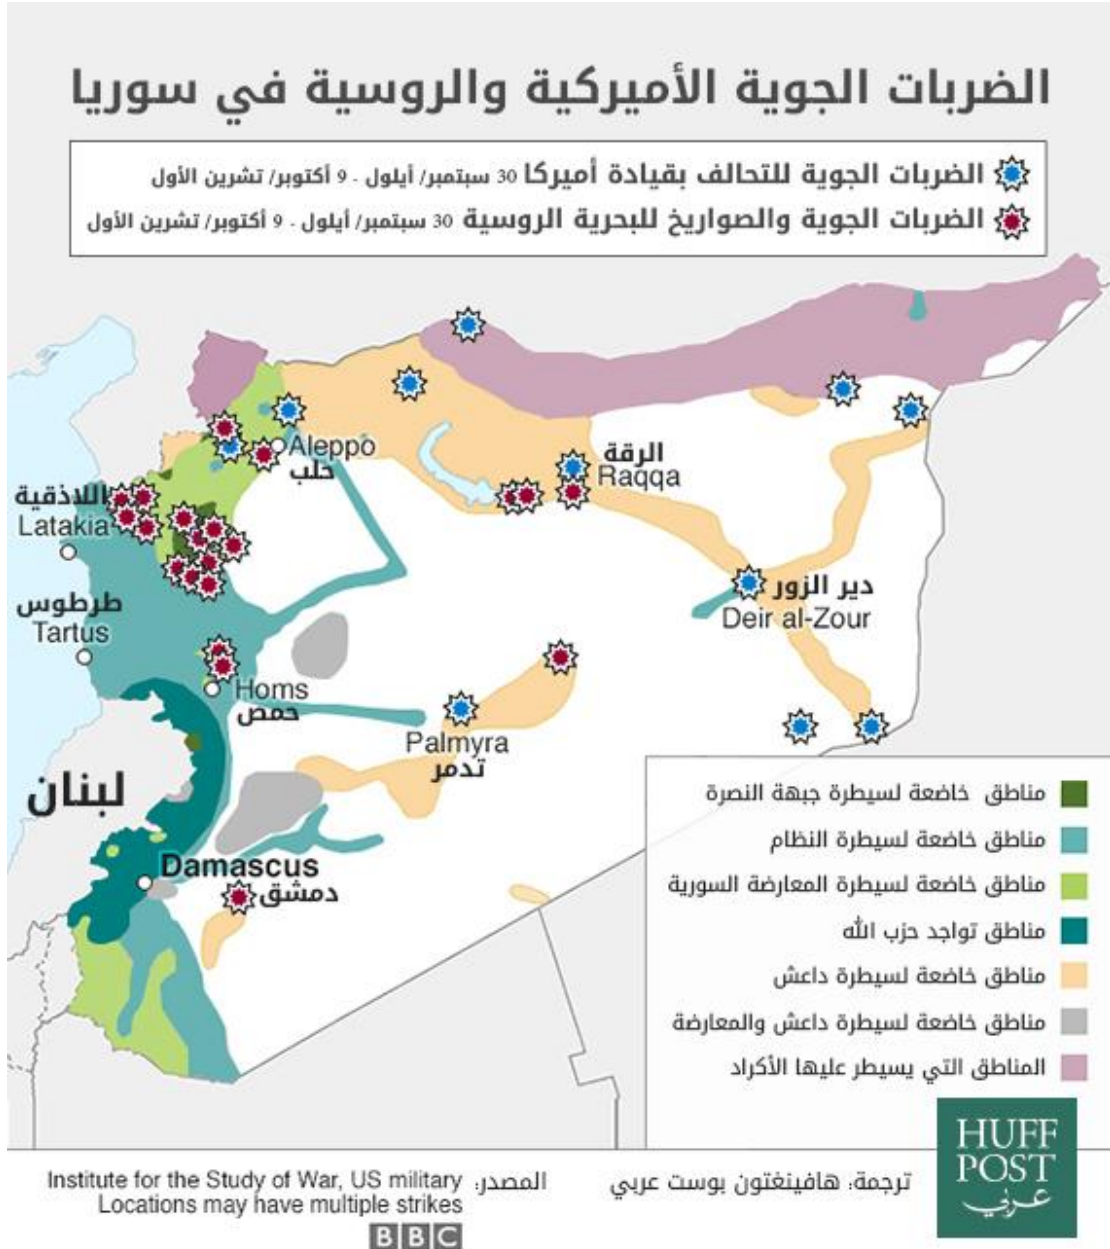 الضربات الجوية الأميركية والروسية في سوريا
الضربات الجوية للتحالف بقيادة أميركا 30 سبتمبر/ أيلول - 9 أكتوبر/ تشرين الأول
الضربات الجوية والصواريخ للبحرية الروسية 30 سبتمبر/ أيلول - 9 أكتوبر/ تشرين الأول
Aleppo
حلب
الرقة
Raqqa
اللاذقية
Latakia
دير الزور
Deir al-Zour
طرطوس
Tartus
Homs
حمص
Palmyra
تدمر
لبنان
Damascus
دمشق
مناطق خاضعة لسيطرة جبهة النصرة
مناطق خاضعة لسيطرة النظام
مناطق خاضعة لسيطرة المعارضة السورية
مناطق تواجد حزب الله
مناطق خاضعة لسيطرة داعش
مناطق خاضعة لسيطرة داعش والمعارضة
المناطق التي يسيطر عليها الأكراد
HUFF
POST
عربي
ترجمة: هافينغتون بوست عربي
المصدر: Institute for the Study of War, US military
Locations may have multiple strikes
BBC